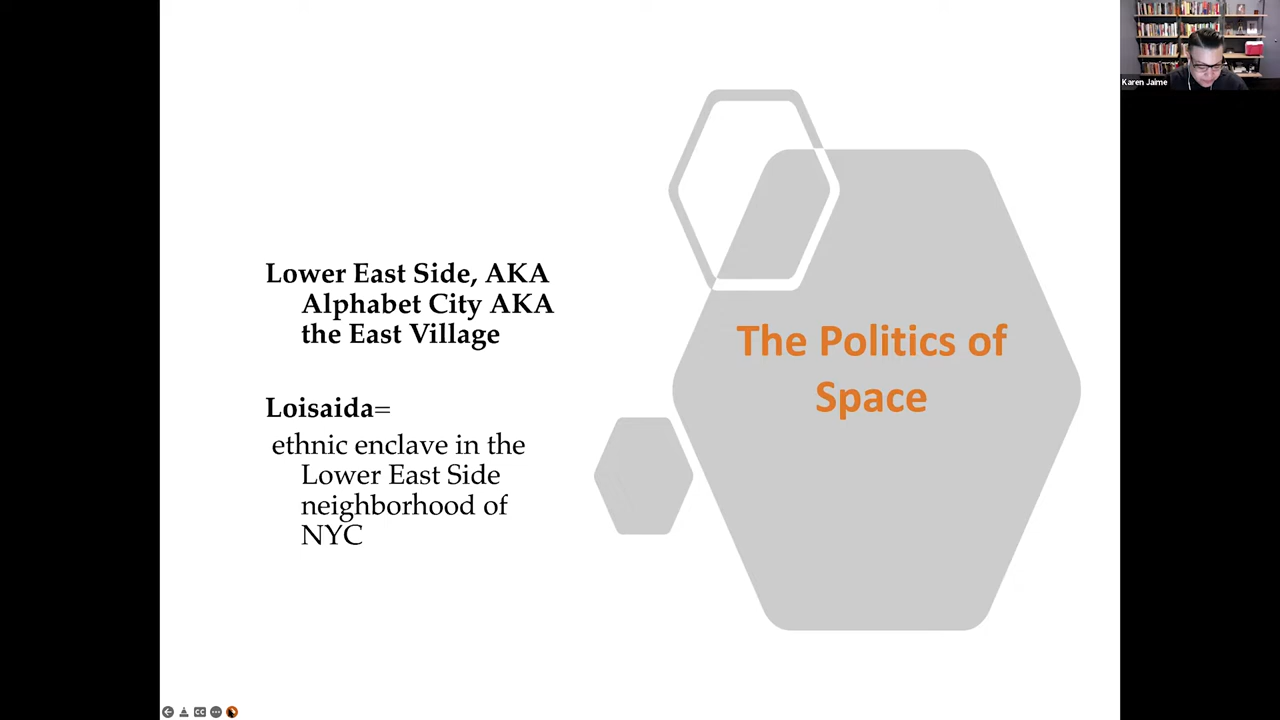 Lower East Side, AKA
Alphabet City AKA
the East Village
Loisaida=
ethnic enclave in the
Lower East Side
neighborhood of
NYC
The Politics of
Space
Karen Jaime
CC